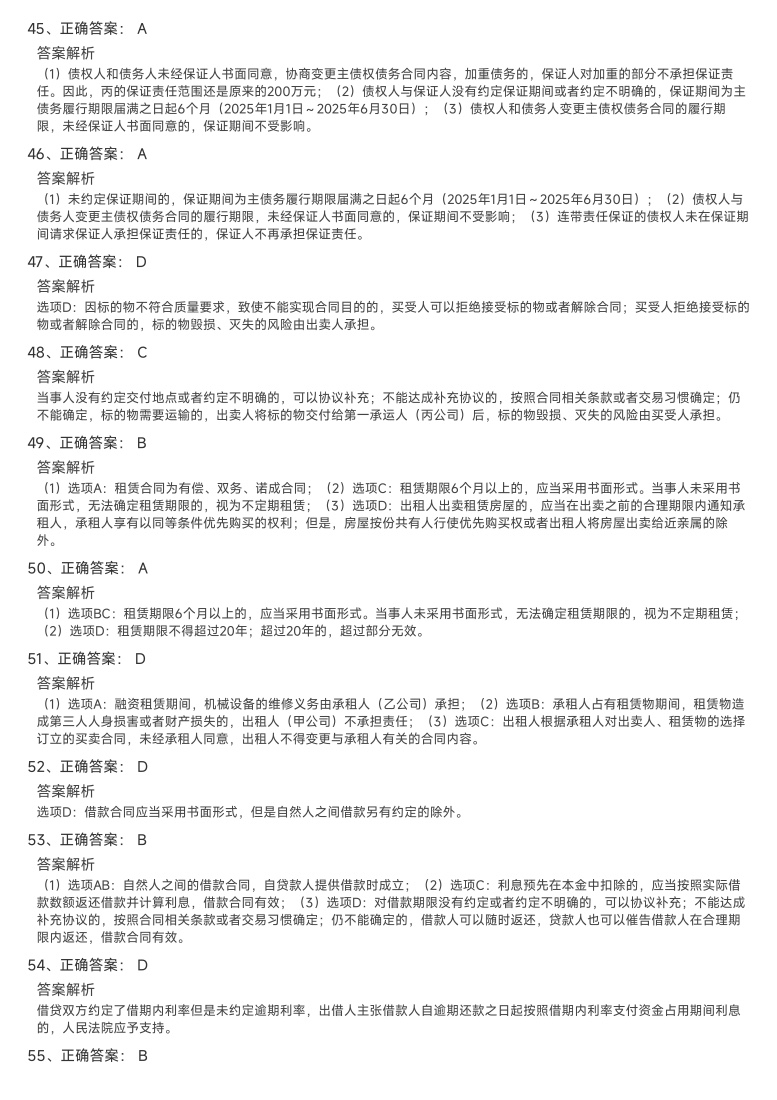 45、正确答案： A
答案解析
（1）债权人和债务人未经保证人书面同意，协商变更主债权债务合同内容，加重债务的，保证人对加重的部分不承担保证责
任。因此，丙的保证责任范围还是原来的200万元；（2）债权人与保证人没有约定保证期间或者约定不明确的，保证期间为主
债务履行期限届满之日起6个月（2025年1月1日～2025年6月30日）；（3）债权人和债务人变更主债权债务合同的履行期
限，未经保证人书面同意的，保证期间不受影响。
46、正确答案： A
答案解析
（1）未约定保证期间的，保证期间为主债务履行期限届满之日起6个月（2025年1月1日～2025年6月30日）；（2）债权人与
债务人变更主债权债务合同的履行期限，未经保证人书面同意的，保证期间不受影响；（3）连带责任保证的债权人未在保证期
间请求保证人承担保证责任的，保证人不再承担保证责任。
47、正确答案： D
答案解析
选项D：因标的物不符合质量要求，致使不能实现合同目的的，买受人可以拒绝接受标的物或者解除合同；买受人拒绝接受标的
物或者解除合同的，标的物毁损、灭失的风险由出卖人承担。
48、正确答案： C
答案解析
当事人没有约定交付地点或者约定不明确的，可以协议补充；不能达成补充协议的，按照合同相关条款或者交易习惯确定；仍
不能确定，标的物需要运输的，出卖人将标的物交付给第一承运人（丙公司）后，标的物毁损、灭失的风险由买受人承担。
49、正确答案： B
答案解析
（1）选项A：租赁合同为有偿、双务、诺成合同；（2）选项C：租赁期限6个月以上的，应当采用书面形式。当事人未采用书
面形式，无法确定租赁期限的，视为不定期租赁；（3）选项D：出租人出卖租赁房屋的，应当在出卖之前的合理期限内通知承
租人，承租人享有以同等条件优先购买的权利；但是，房屋按份共有人行使优先购买权或者出租人将房屋出卖给近亲属的除
外。
50、正确答案： A
答案解析
（1）选项BC：租赁期限6个月以上的，应当采用书面形式。当事人未采用书面形式，无法确定租赁期限的，视为不定期租赁；
（2）选项D：租赁期限不得超过20年；超过20年的，超过部分无效。
51、正确答案： D
答案解析
（1）选项A：融资租赁期间，机械设备的维修义务由承租人（乙公司）承担；（2）选项B：承租人占有租赁物期间，租赁物造
成第三人人身损害或者财产损失的，出租人（甲公司）不承担责任；（3）选项C：出租人根据承租人对出卖人、租赁物的选择
订立的买卖合同，未经承租人同意，出租人不得变更与承租人有关的合同内容。
52、正确答案： D
答案解析
选项D：借款合同应当采用书面形式，但是自然人之间借款另有约定的除外。
53、正确答案： B
答案解析
（1）选项AB：自然人之间的借款合同，自贷款人提供借款时成立；（2）选项C：利息预先在本金中扣除的，应当按照实际借
款数额返还借款并计算利息，借款合同有效；（3）选项D：对借款期限没有约定或者约定不明确的，可以协议补充；不能达成
补充协议的，按照合同相关条款或者交易习惯确定；仍不能确定的，借款人可以随时返还，贷款人也可以催告借款人在合理期
限内返还，借款合同有效。
54、正确答案： D
答案解析
借贷双方约定了借期内利率但是未约定逾期利率，出借人主张借款人自逾期还款之日起按照借期内利率支付资金占用期间利息
的，人民法院应予支持。
55、正确答案： B